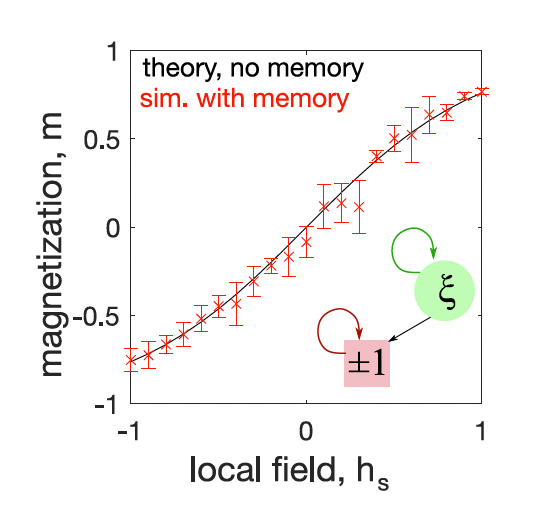 theory, no memory
sim. with memory
magnetization, m
1
0.5
0
-0.5
-1
-1
0
1
local field, hₛ
ξ
±1